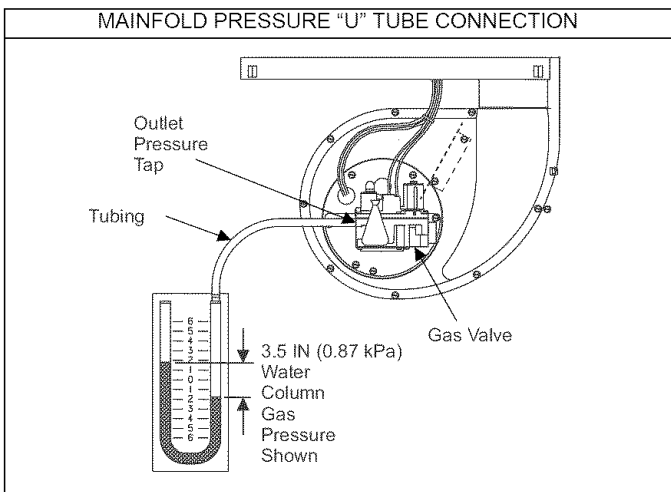 MAINFOLD PRESSURE “U” TUBE CONNECTION
Outlet
Pressure
Tap
Tubing
Gas Valve
3.5 IN (0.87 kPa)
Water
Column
Gas
Pressure
Shown
6
5
4
3
2
1
0
1
2
3
4
5
6